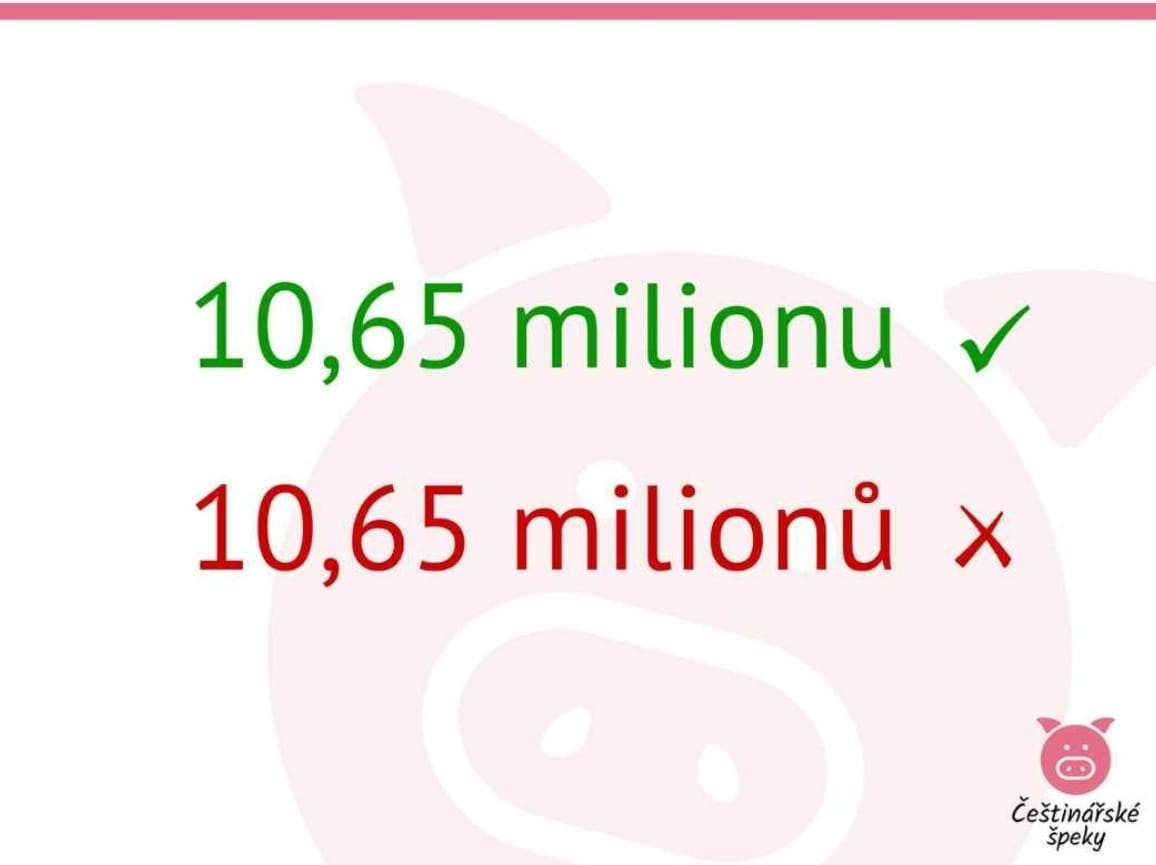 10,65 milionu ✓
10,65 milionů ✗
Češtinářské
špeky